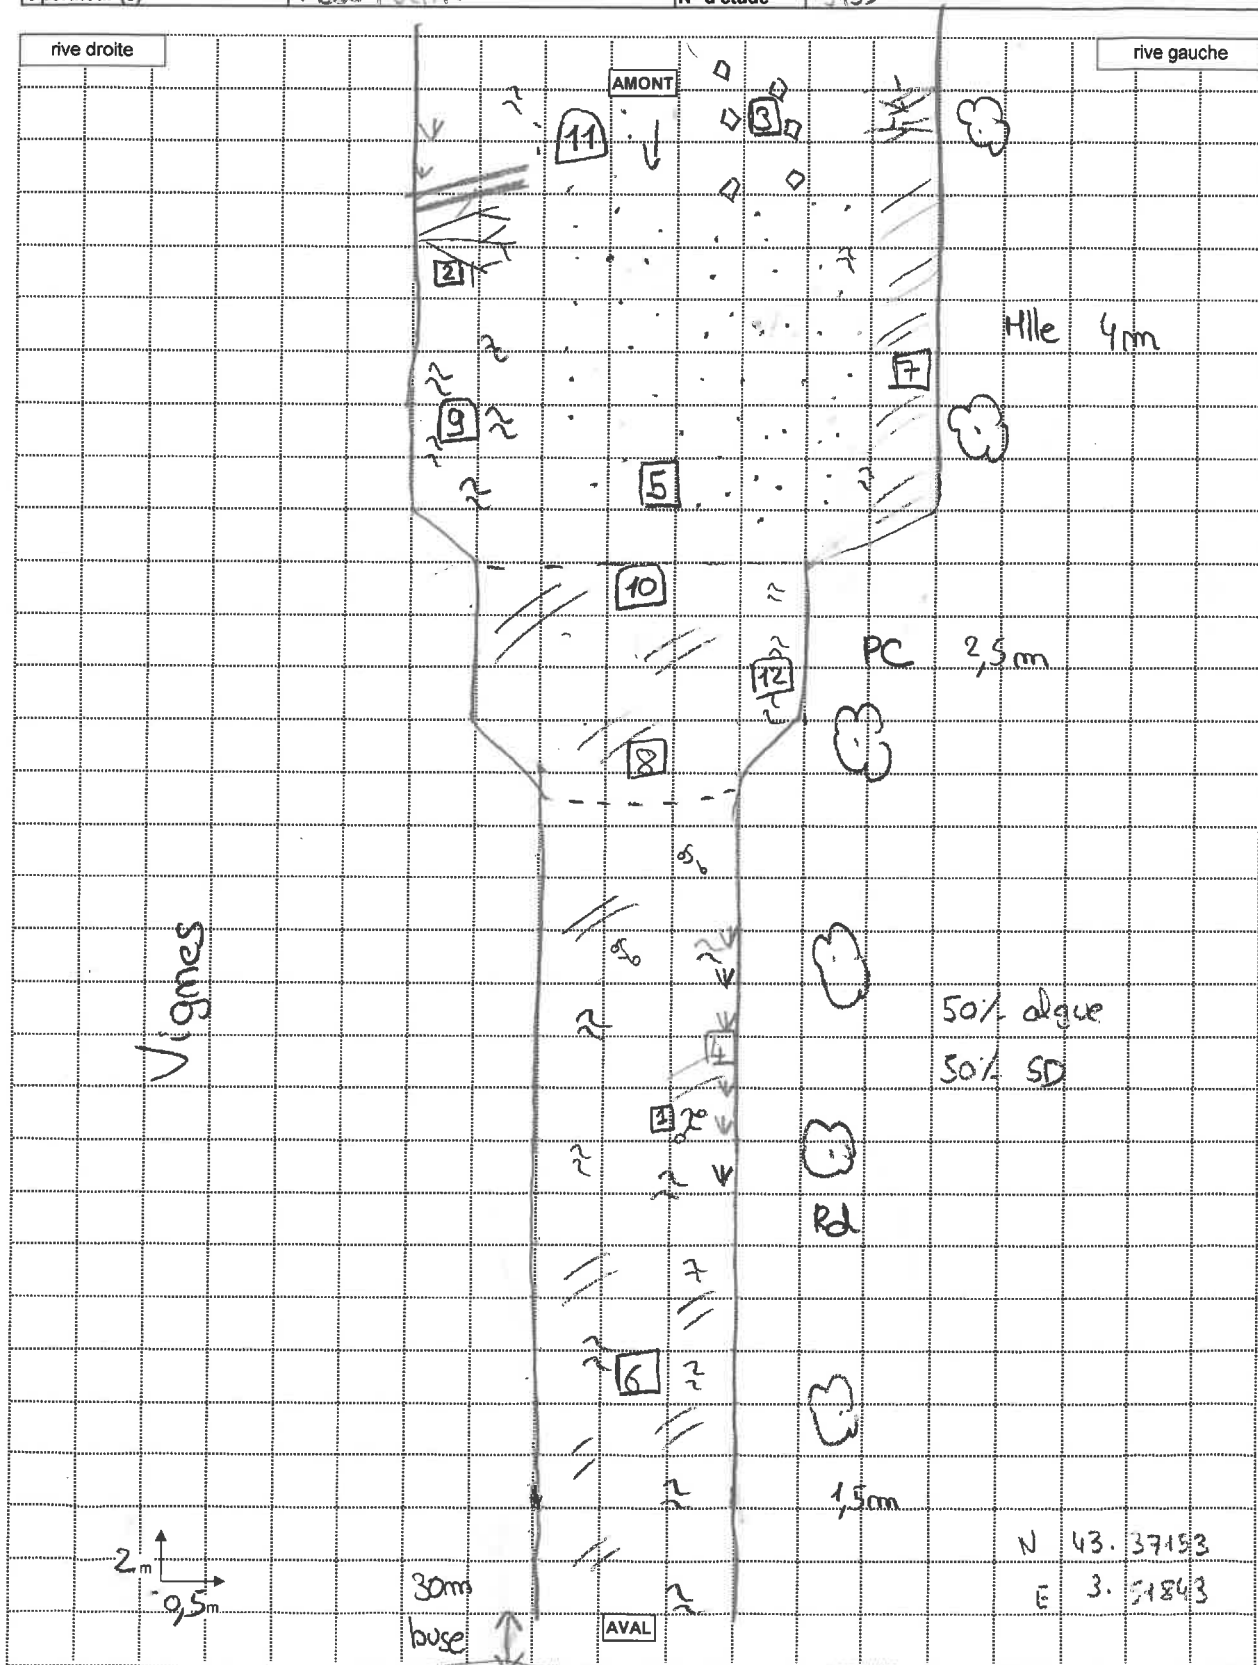 N° d'étude
rive droite
rive gauche
AMONT
11
3
2
Hlle 4m
7
9
5
10
PC 2,5m
12
8
Vignes
50% algue
50% SD
4
1
Rd
6
1,5m
2m
0,5m
30m
N 43.37153
E 3.51843
buse
AVAL